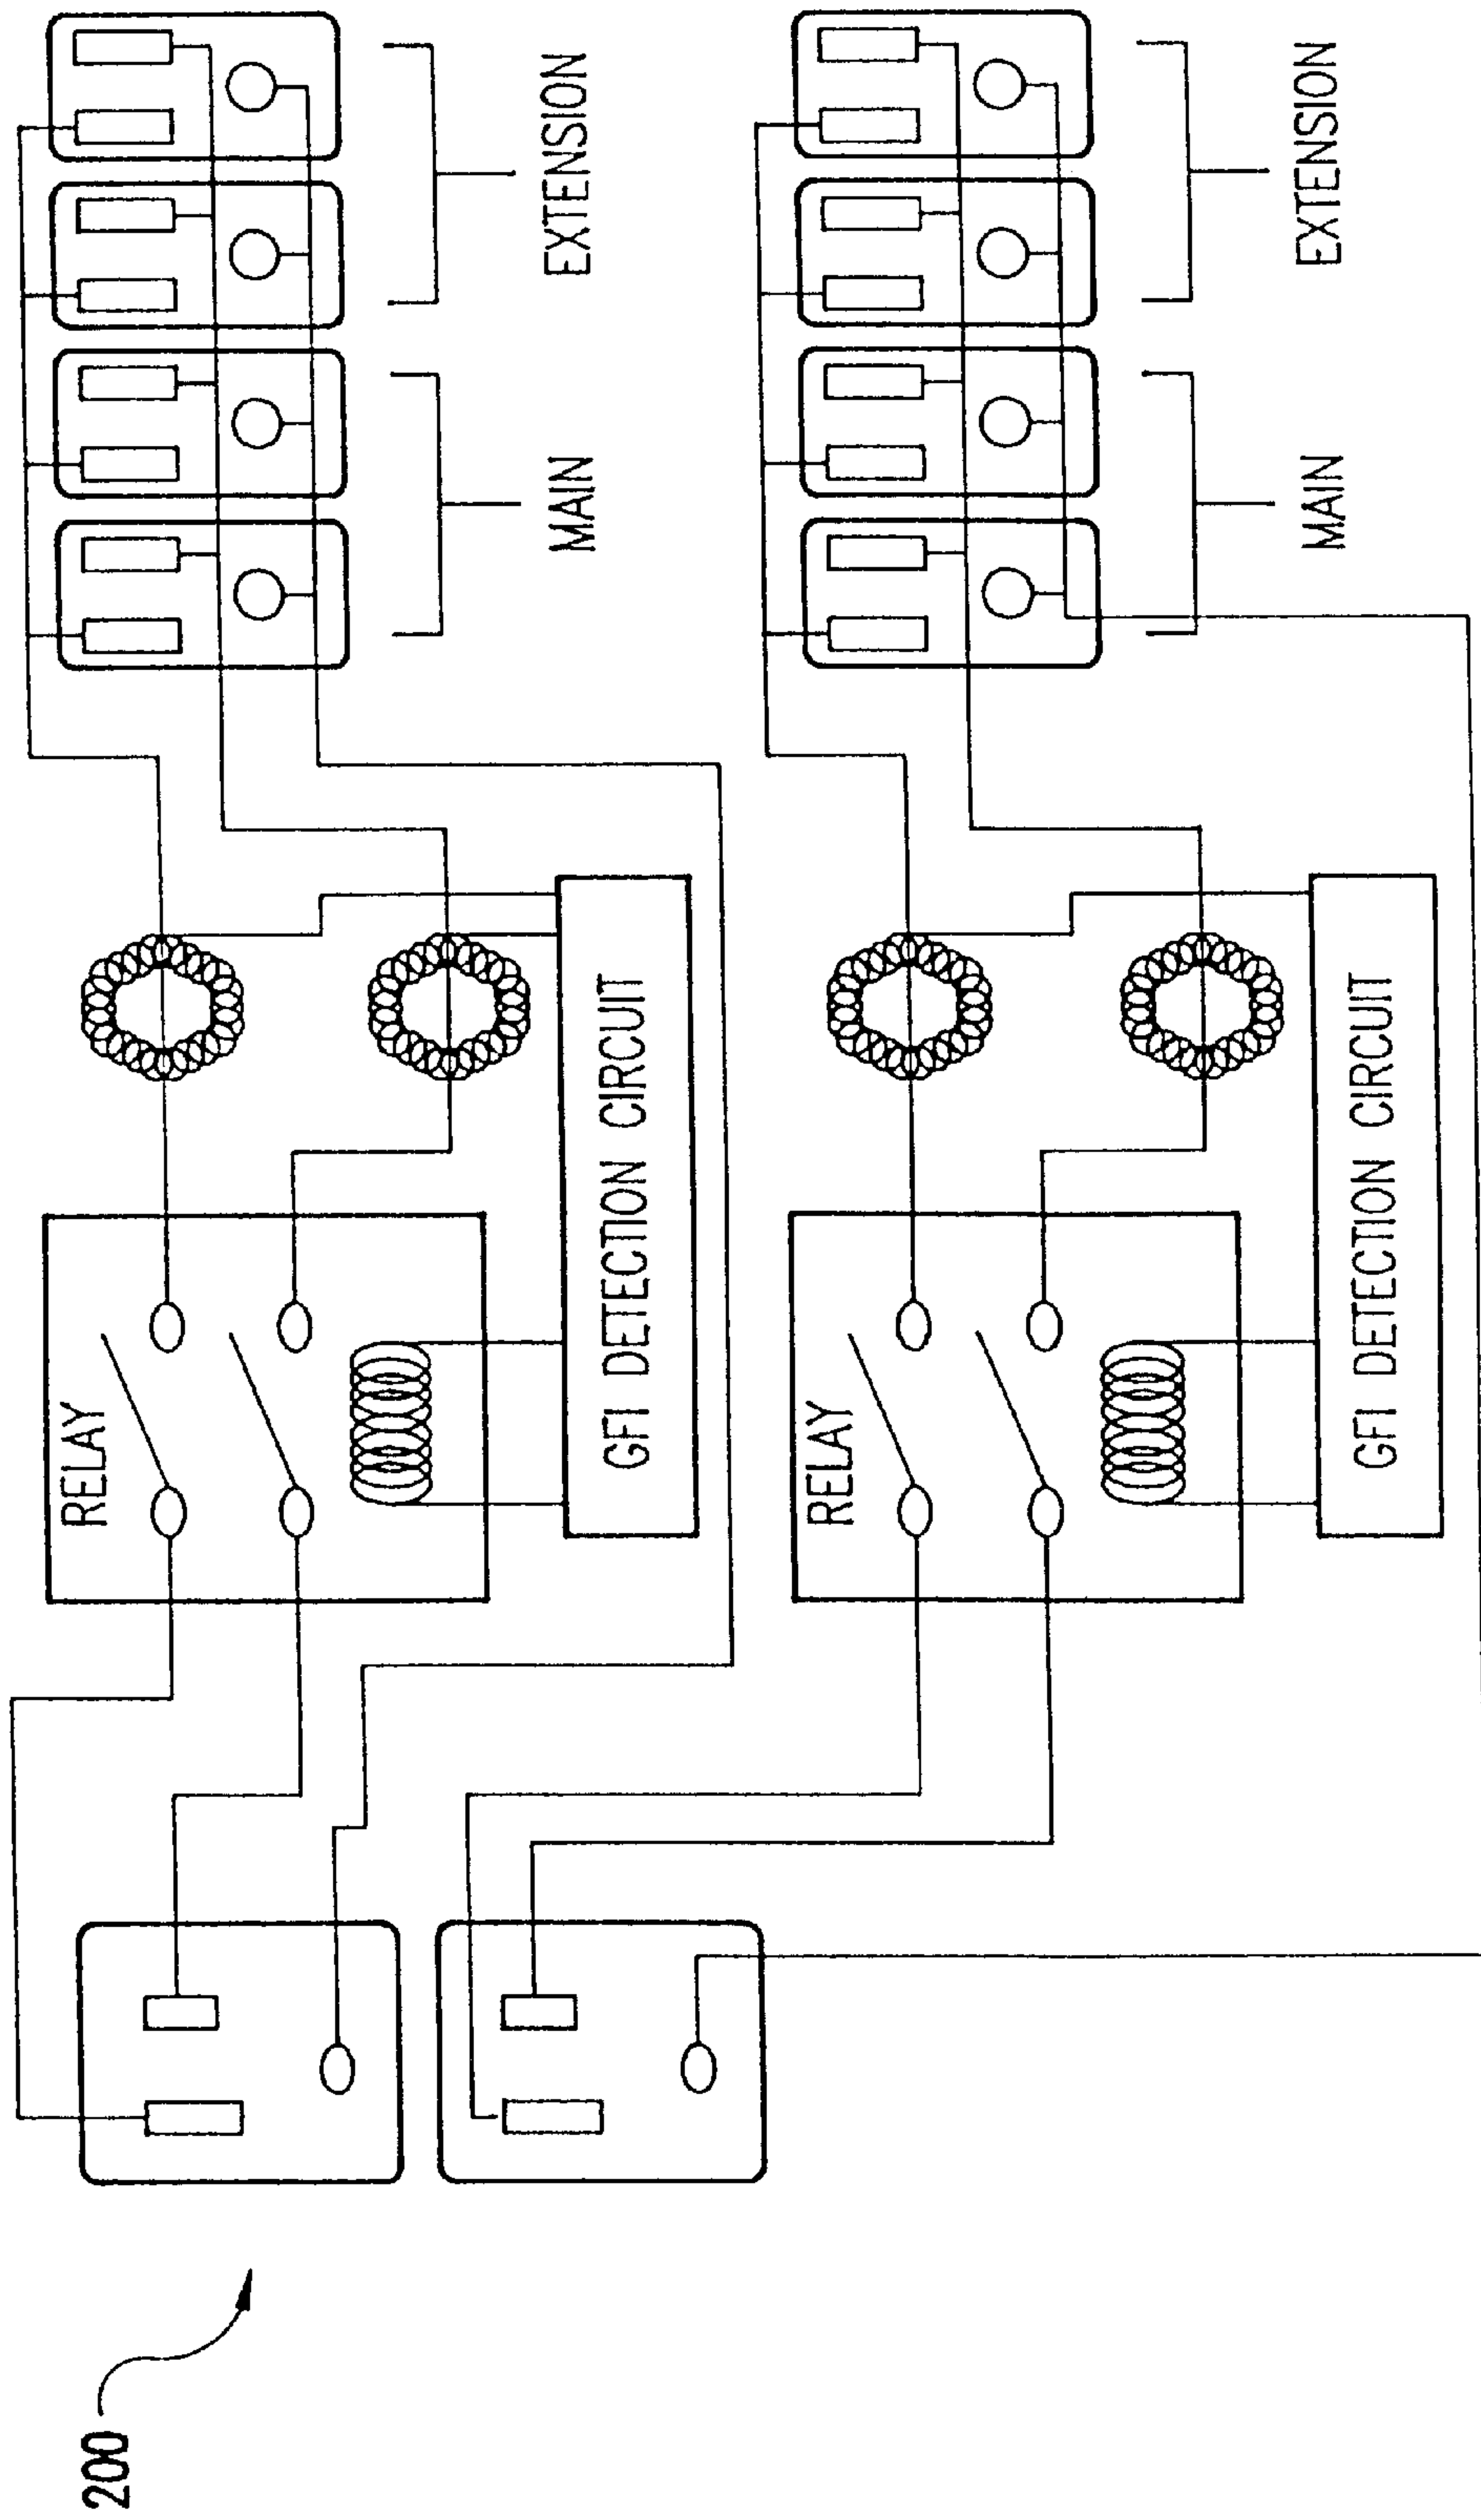 200
RELAY
GFI DETECTION CIRCUIT
MAIN
EXTENSION
RELAY
GFI DETECTION CIRCUIT
MAIN
EXTENSION